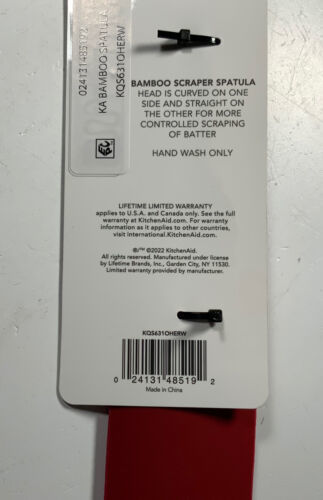 024131485192
KA BAMBOO SPATULA
KQS631OHERW
BAMBOO SCRAPER SPATULA
HEAD IS CURVED ON ONE
SIDE AND STRAIGHT ON
THE OTHER FOR MORE
CONTROLLED SCRAPING
OF BATTER
HAND WASH ONLY
LIFETIME LIMITED WARRANTY
applies to U.S.A. and Canada only. See the full
warranty at KitchenAid.com. For warranty
information as it applies to other countries,
visit international.KitchenAid.com.
®/©2022 KitchenAid.
All rights reserved. Manufactured under license
by Lifetime Brands, Inc., Garden City, NY 11530.
Limited warranty provided by manufacturer.
KQS631OHERW
0 24131 48519 2
Made in China